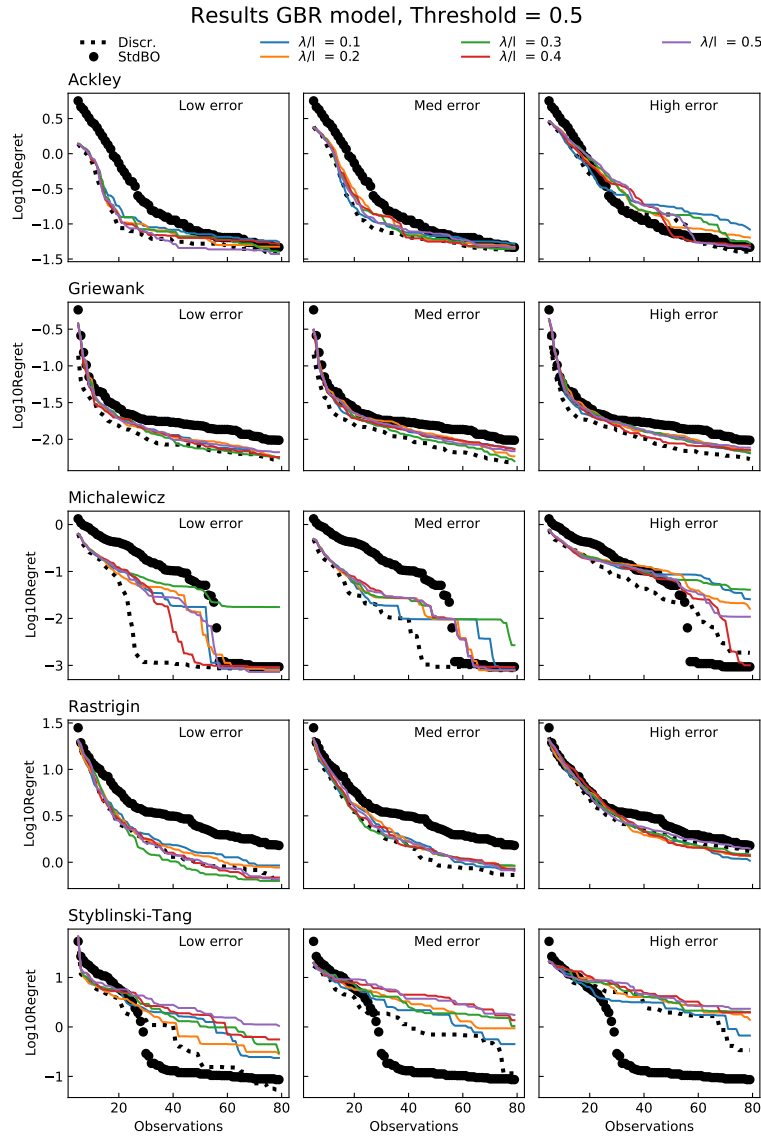 Results GBR model, Threshold = 0.5
Discr. λ/l = 0.1 λ/l = 0.3 λ/l = 0.5
StdBO λ/l = 0.2 λ/l = 0.4
Ackley
Low error Med error High error
Log10Regret
0.5
0.0
−0.5
−1.0
−1.5
Griewank
Low error Med error High error
Log10Regret
−0.5
−1.0
−1.5
−2.0
Michalewicz
Low error Med error High error
Log10Regret
0
−1
−2
−3
Rastrigin
Low error Med error High error
Log10Regret
1.5
1.0
0.5
0.0
Styblinski-Tang
Low error Med error High error
Log10Regret
1
0
−1
20 40 60 80 20 40 60 80 20 40 60 80
Observations Observations Observations